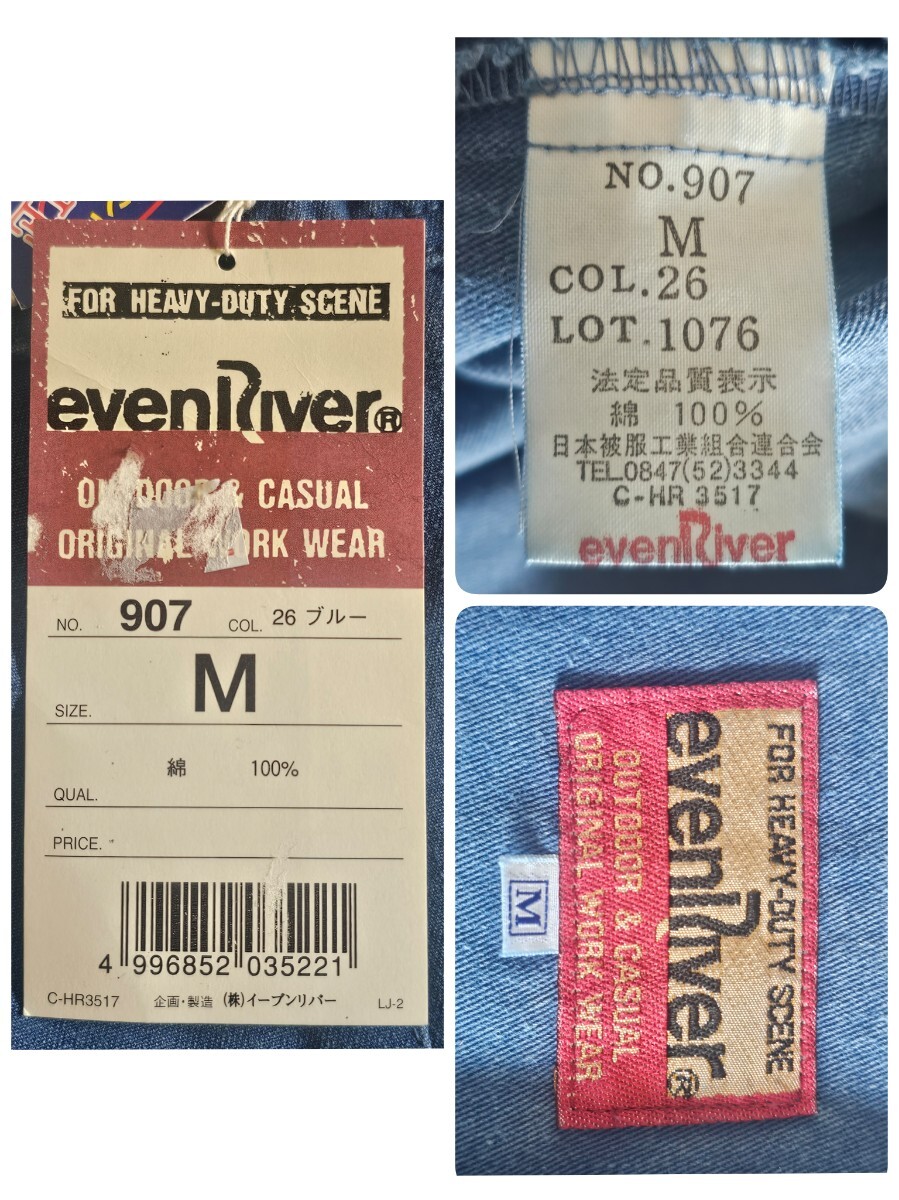 FOR HEAVY-DUTY SCENE
evenRiver®
OUTDOOR & CASUAL
ORIGINAL WORK WEAR
NO. 907 COL. 26 ブルー
SIZE. M
綿 100%
QUAL.
PRICE.
4 996852 035221
C-HR3517 企画・製造 (株)イーブンリバー LJ-2
NO.907
M
COL.26
LOT.1076
法定品質表示
綿 100%
日本被服工業組合連合会
TEL.0847(52)3344
C-HR 3517
evenRiver
FOR HEAVY-DUTY SCENE
evenRiver®
OUTDOOR & CASUAL
ORIGINAL WORK WEAR
M